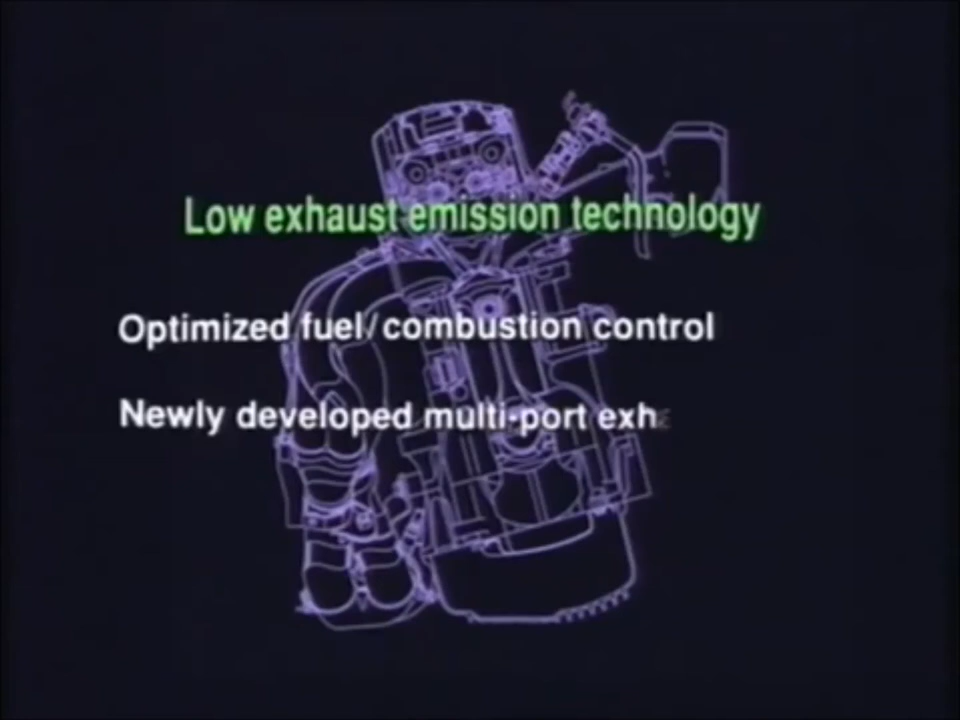 Low exhaust emission technology
Optimized fuel/combustion control
Newly developed multi-port exh